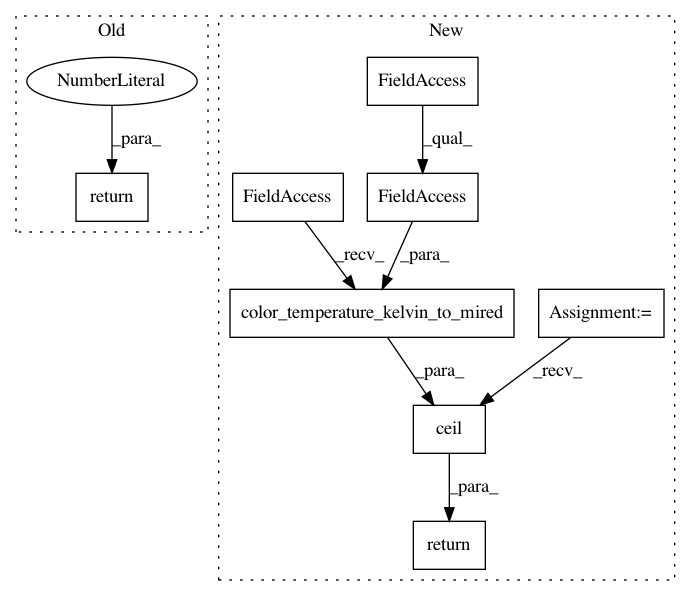 Old
New
NumberLiteral
FieldAccess
_para_
_qual_
return
FieldAccess
FieldAccess
_recv_
_para_
color_temperature_kelvin_to_mired
Assignment:=
_para_
_recv_
ceil
_para_
return